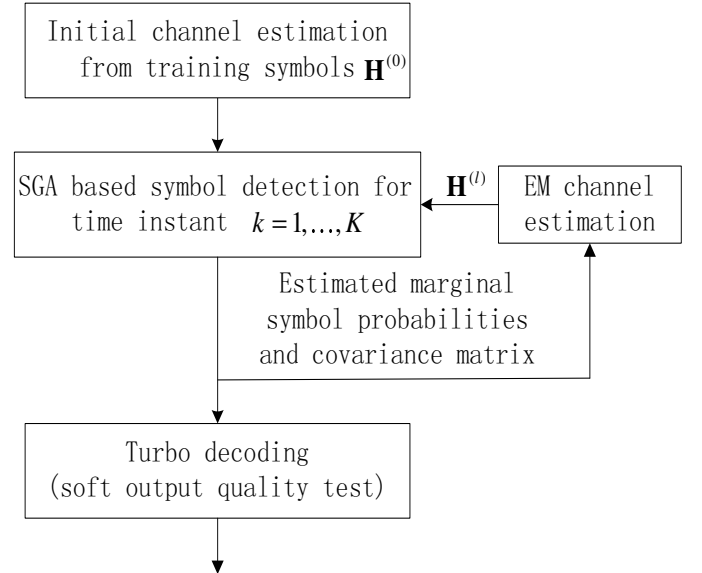 Initial channel estimation
from training symbols H^(0)
SGA based symbol detection for
time instant k = 1,…,K
H^(l)
EM channel
estimation
Estimated marginal
symbol probabilities
and covariance matrix
Turbo decoding
(soft output quality test)